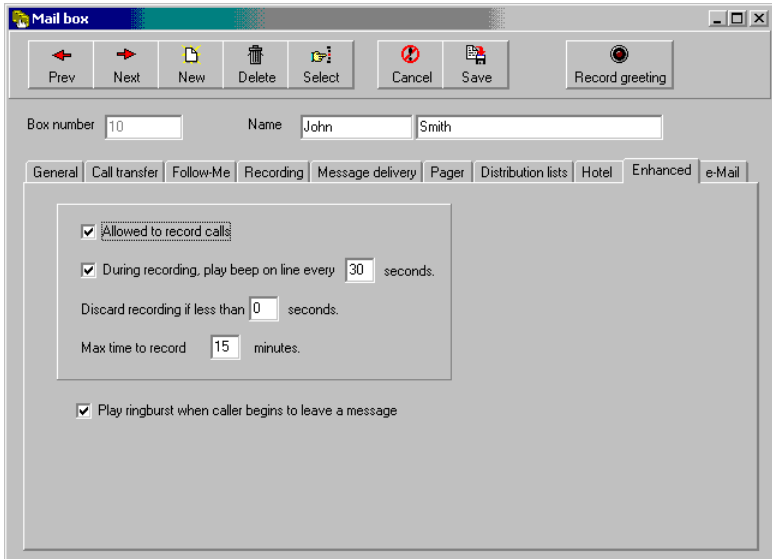 Mail box
Prev Next New Delete Select Cancel Save Record greeting
Box number 10 Name John Smith
General Call transfer Follow-Me Recording Message delivery Pager Distribution lists Hotel Enhanced e-Mail
Allowed to record calls
During recording, play beep on line every 30 seconds.
Discard recording if less than 0 seconds.
Max time to record 15 minutes.
Play ringburst when caller begins to leave a message